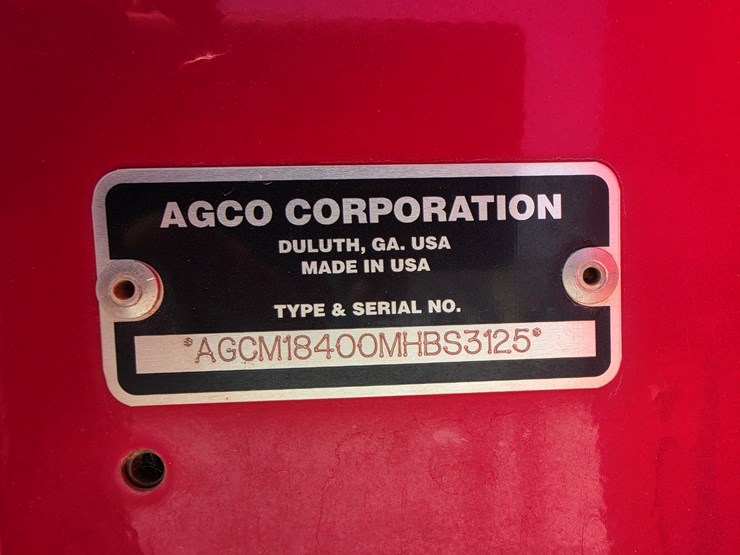 AGCO CORPORATION
DULUTH, GA. USA
MADE IN USA
TYPE & SERIAL NO.
*AGCM18400MHBS3125*